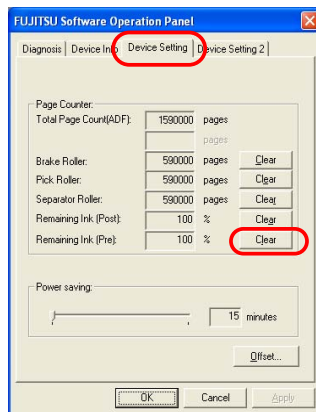 FUJITSU Software Operation Panel
Diagnosis Device Info Device Setting Device Setting 2
Page Counter:
Total Page Count(ADF): 1590000 pages
pages
Brake Roller: 590000 pages Clear
Pick Roller: 590000 pages Clear
Separator Roller: 590000 pages Clear
Remaining Ink (Post): 100 % Clear
Remaining Ink (Pre): 100 % Clear
Power saving:
15 minutes
Offset...
OK Cancel Apply